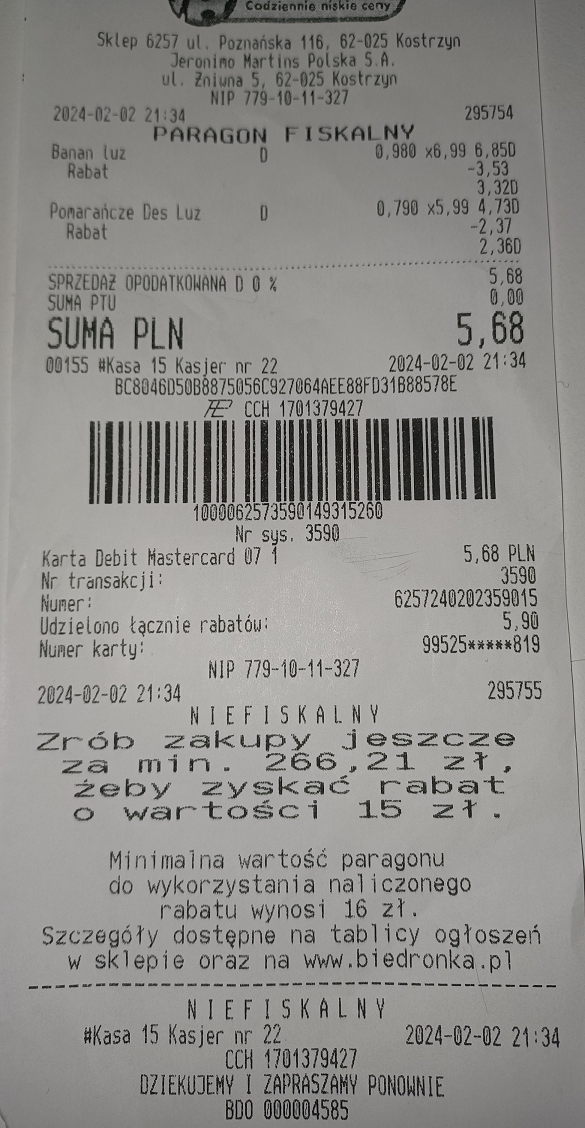 Codziennie niskie ceny
Sklep 6257 ul. Poznańska 116, 62-025 Kostrzyn
Jeronimo Martins Polska S.A.
ul. Żniwna 5, 62-025 Kostrzyn
NIP 779-10-11-327
2024-02-02 21:34 295754
PARAGON FISKALNY
Banan luz D 0,980 x6,99 6,85D
Rabat -3,53
3,32D
Pomarańcze Des Luz D 0,790 x5,99 4,73D
Rabat -2,37
2,36D
SPRZEDAŻ OPODATKOWANA D 0 % 5,68
SUMA PTU 0,00
SUMA PLN 5,68
00155 #Kasa 15 Kasjer nr 22 2024-02-02 21:34
BC8046D50B8875056C927064AEE88FD31B88578E
CCH 1701379427
1000062573590149315260
Nr sys. 3590
Karta Debit Mastercard 07 1 5,68 PLN
Nr transakcji: 3590
Numer: 6257240202359015
Udzielono łącznie rabatów: 5,90
Numer karty: 99525*****819
NIP 779-10-11-327
2024-02-02 21:34 295755
NIEFISKALNY
Zrób zakupy jeszcze
za min. 266,21 zł,
żeby zyskać rabat
o wartości 15 zł.
Minimalna wartość paragonu
do wykorzystania naliczonego
rabatu wynosi 16 zł.
Szczegóły dostępne na tablicy ogłoszeń
w sklepie oraz na www.biedronka.pl
NIEFISKALNY
#Kasa 15 Kasjer nr 22 2024-02-02 21:34
CCH 1701379427
DZIEKUJEMY I ZAPRASZAMY PONOWNIE
BDO 000004585